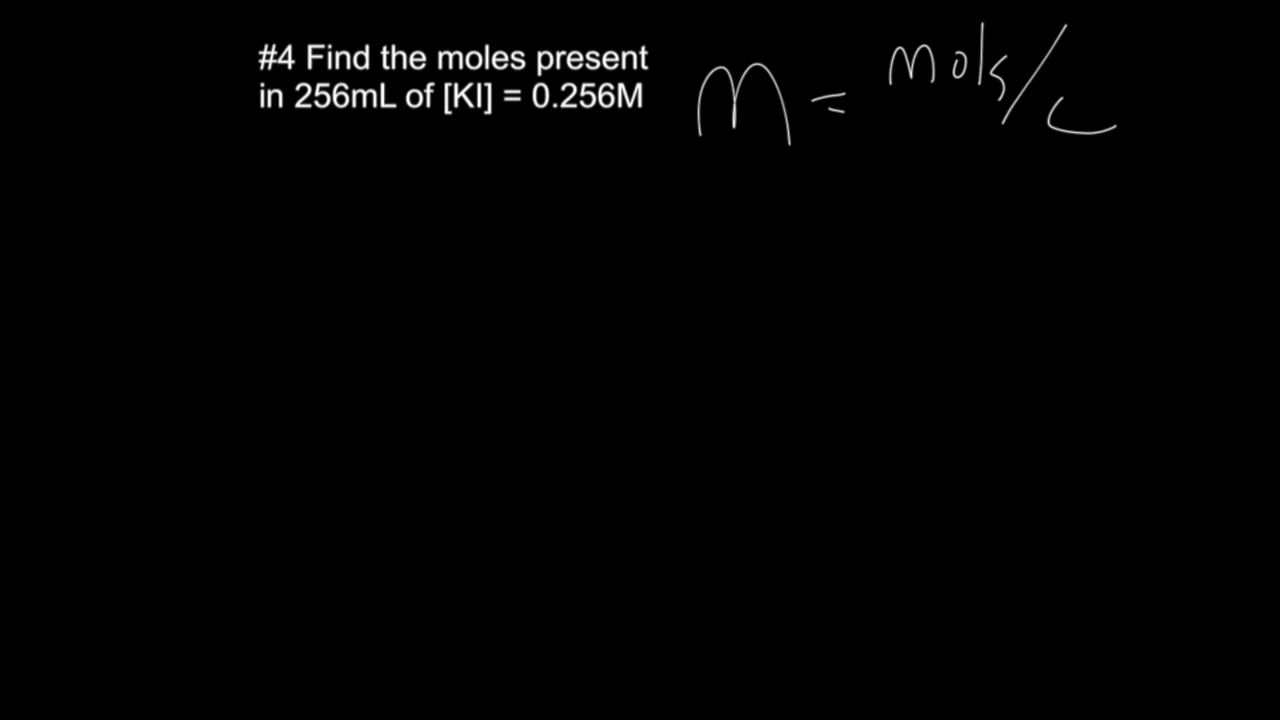 #4 Find the moles present
in 256mL of [KI] = 0.256M
M = mols/L